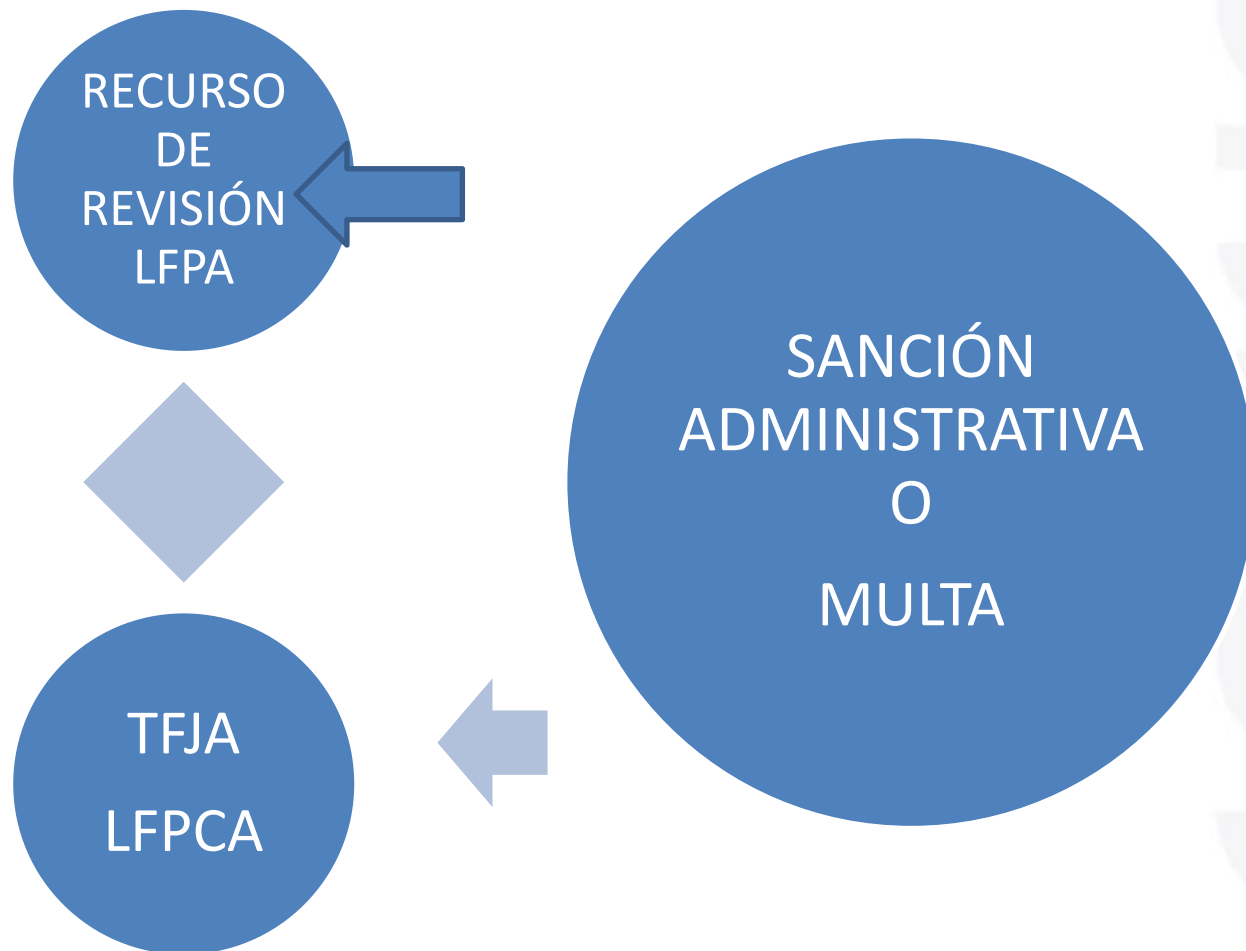 RECURSO
DE
REVISIÓN
LFPA
SANCIÓN
ADMINISTRATIVA
O
MULTA
TFJA
LFPCA